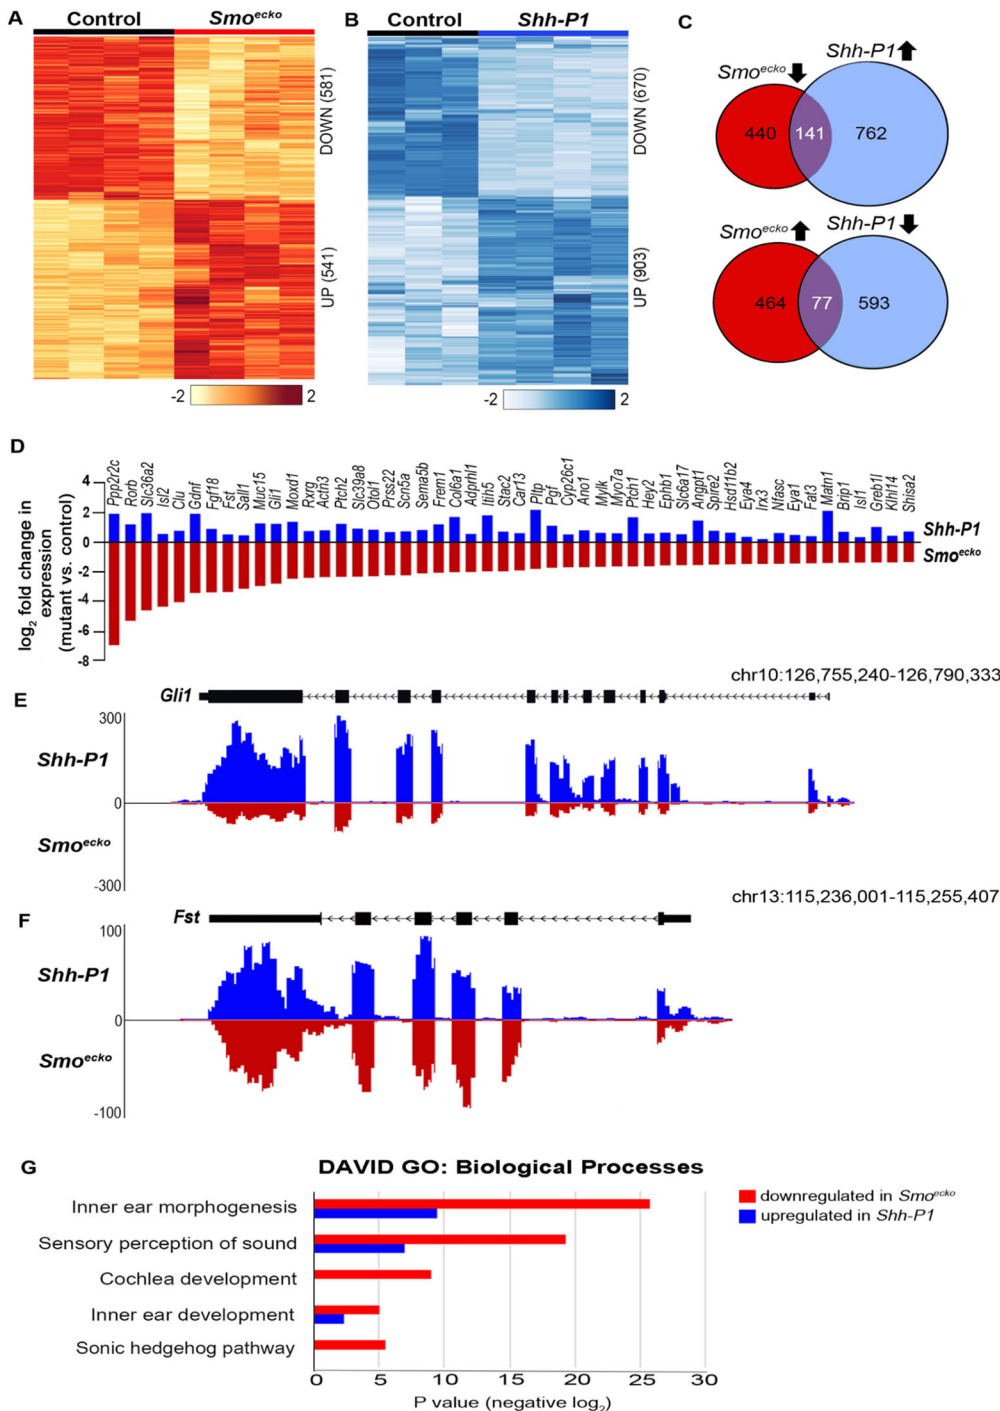 A
Control
Smo^ecko
DOWN (581)
UP (541)
-2
2
B
Control
Shh-P1
DOWN (670)
UP (903)
-2
2
C
Smo^ecko
Shh-P1
440
141
762
Smo^ecko
Shh-P1
464
77
593
D
log₂ fold change in
expression
(mutant vs. control)
4
2
0
-2
-4
-6
-8
Ppp2r2c
Rorb
Slc36a2
Isl2
Clu
Gdnf
Fgf18
Fst
Sall1
Muc15
Gli1
Moxd1
Rxrg
Actn3
Ptch2
Slc39a8
Otol1
Prss22
Scn5a
Sema5b
Frem1
Col6a1
Adprhl1
Itih5
Stac2
Car13
Pltp
Pgf
Cyp26c1
Ano1
Mylk
Myo7a
Ptch1
Hey2
Ephb1
Slc6a17
Angpt1
Spire2
Hsd11b2
Eya4
Irx3
Nfasc
Eya1
Fat3
Matn1
Brip1
Isl1
Greb1l
Klhl14
Shisa2
Shh-P1
Smo^ecko
chr10:126,755,240-126,790,333
E
Gli1
300
Shh-P1
0
Smo^ecko
-300
chr13:115,236,001-115,255,407
F
Fst
100
Shh-P1
0
Smo^ecko
-100
G
DAVID GO: Biological Processes
downregulated in Smo^ecko
upregulated in Shh-P1
Inner ear morphogenesis
Sensory perception of sound
Cochlea development
Inner ear development
Sonic hedgehog pathway
0 5 10 15 20 25 30
P value (negative log₂)